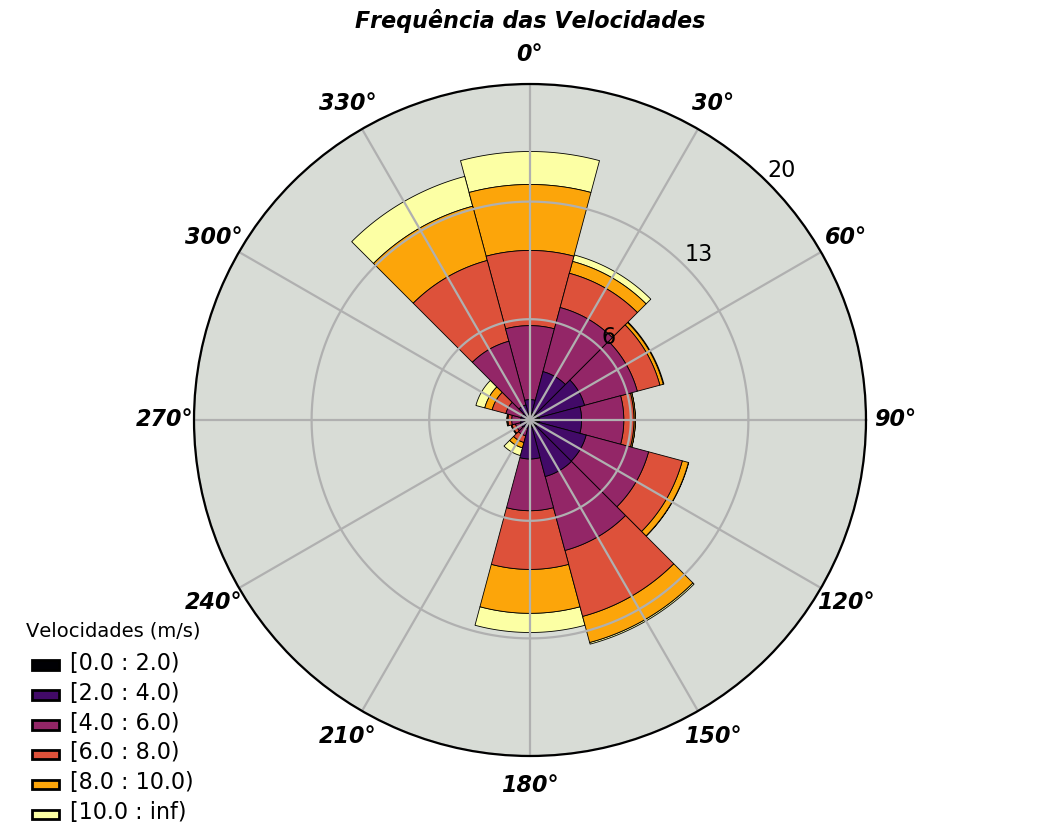 Frequência das Velocidades
0°
30°
60°
90°
120°
150°
180°
210°
240°
270°
300°
330°
20
13
6
Velocidades (m/s)
[0.0 : 2.0)
[2.0 : 4.0)
[4.0 : 6.0)
[6.0 : 8.0)
[8.0 : 10.0)
[10.0 : inf)